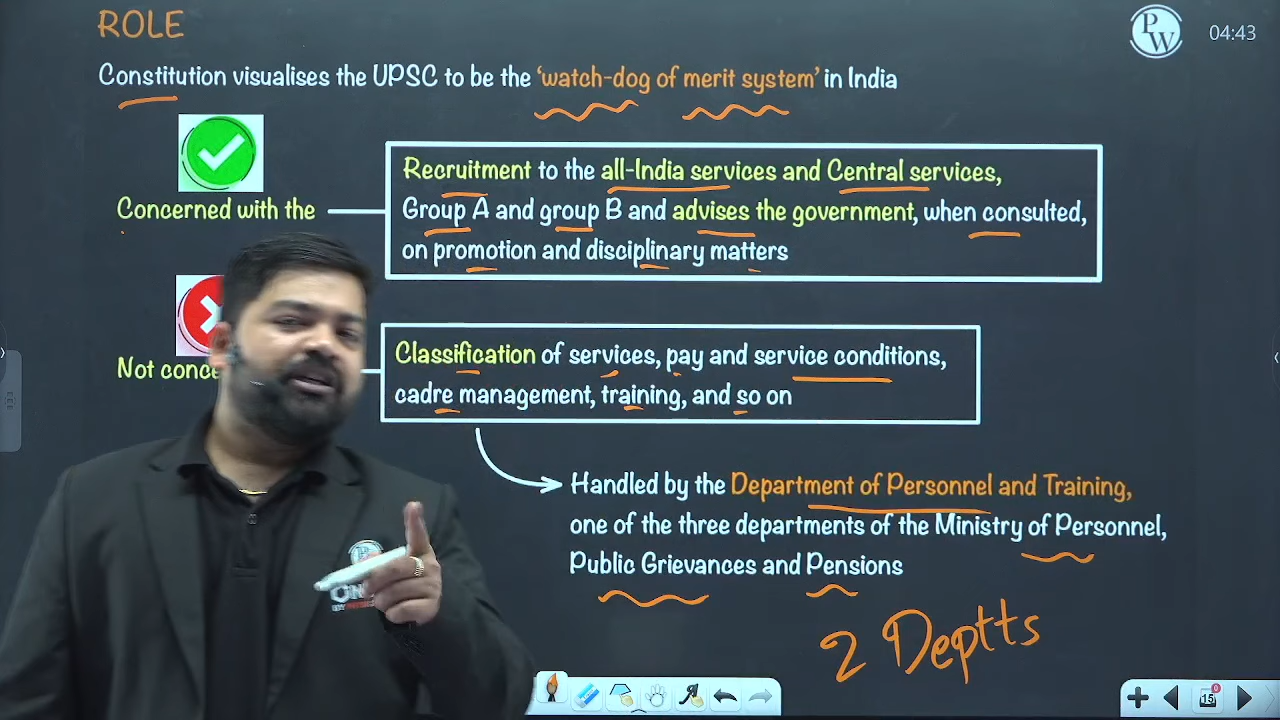 ROLE
PW
04:43
Constitution visualises the UPSC to be the ‘watch-dog of merit system’ in India
Concerned with the
Recruitment to the all-India services and Central services,
Group A and group B and advises the government, when consulted,
on promotion and disciplinary matters
Not conce
Classification of services, pay and service conditions,
cadre management, training, and so on
Handled by the Department of Personnel and Training,
one of the three departments of the Ministry of Personnel,
Public Grievances and Pensions
2 Deptts
15